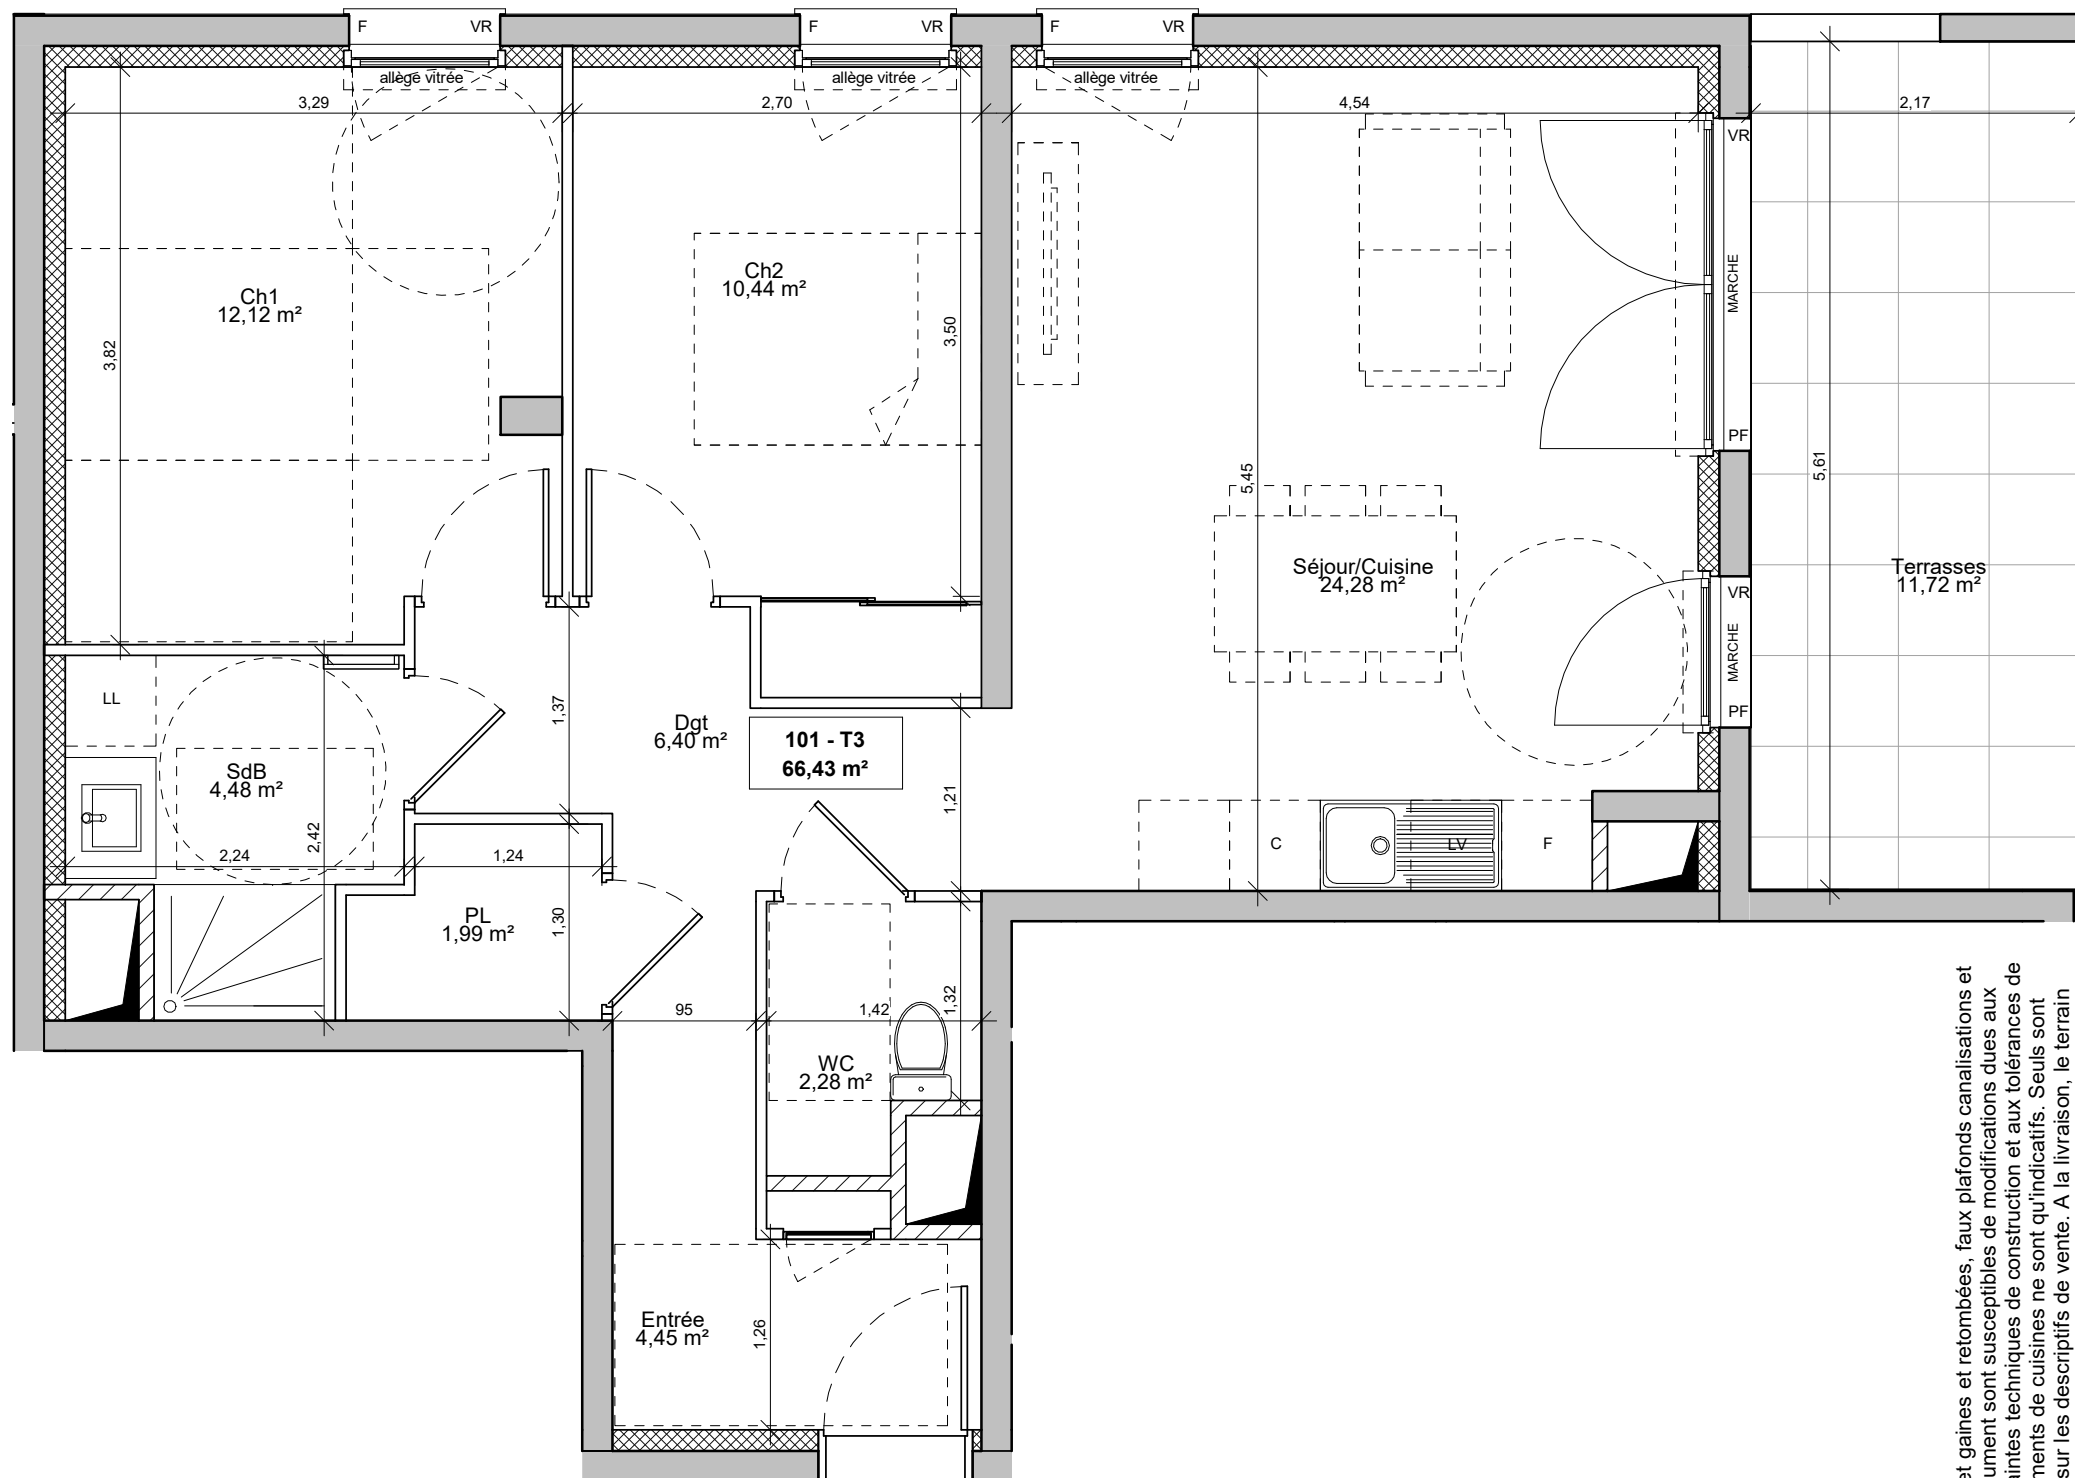 F VR
F VR
F VR
allège vitrée
allège vitrée
allège vitrée
3,29
2,70
4,54
2,17
VR
MARCHE
PF
Ch1
12,12 m²
Ch2
10,44 m²
3,82
3,50
5,45
5,61
Séjour/Cuisine
24,28 m²
Terrasses
11,72 m²
VR
MARCHE
PF
LL
1,37
Dgt
6,40 m²
101 - T3
66,43 m²
SdB
4,48 m²
2,42
1,21
2,24
1,24
C
LV
F
PL
1,99 m²
1,30
95
1,42
1,32
WC
2,28 m²
Entrée
4,45 m²
1,26
et gaines et retombées, faux plafonds canalisations et
sont susceptibles de modifications dues aux
techniques de construction et aux tolérances de
de cuisines ne sont qu'indicatifs. Seuls sont
sur les descriptifs de vente. A la livraison, le terrain